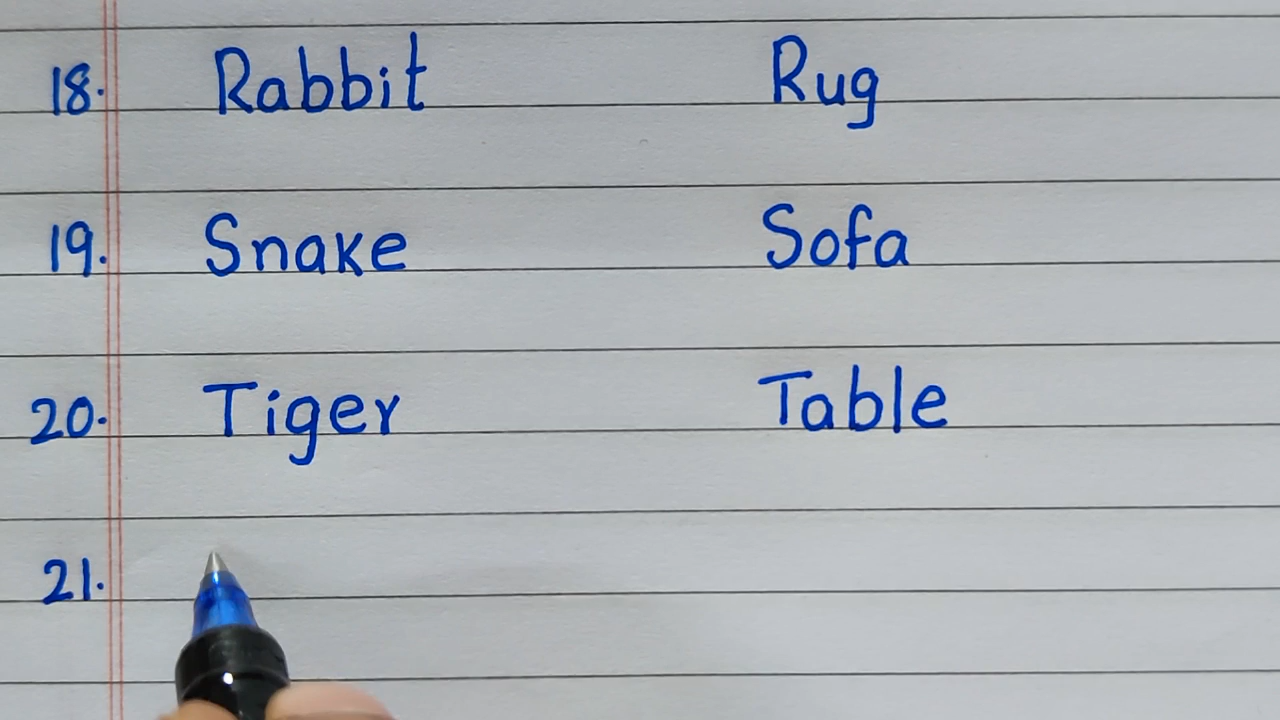 18. Rabbit Rug
19. Snake Sofa
20. Tiger Table
21.